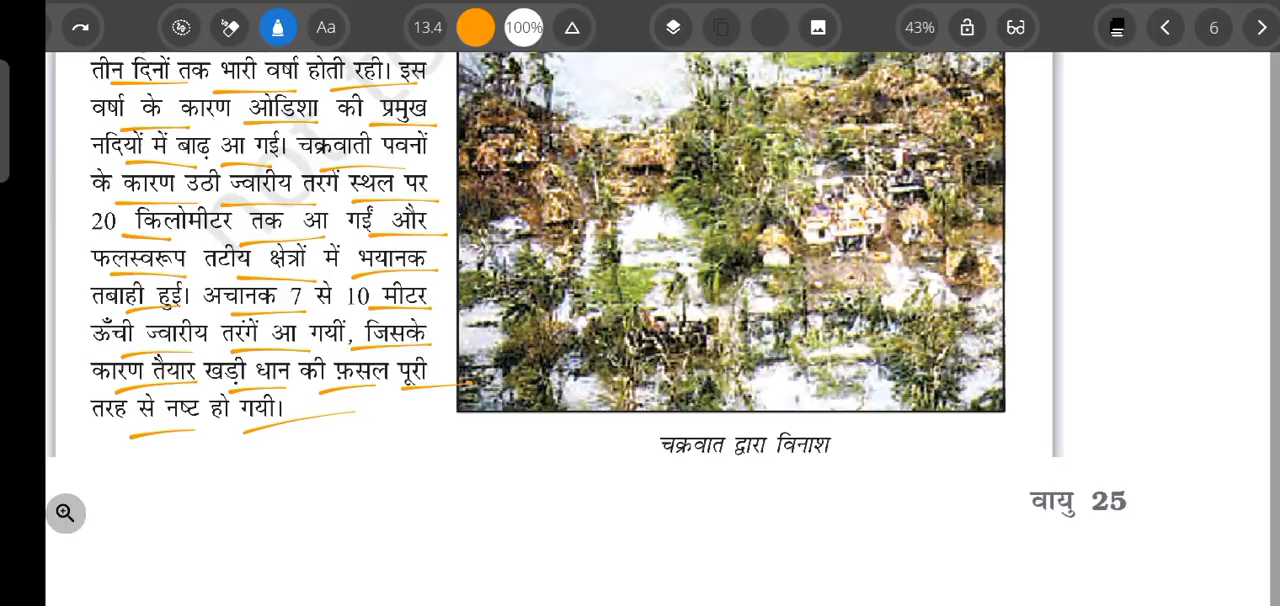 Aa 13.4 100% 43% 6
तीन दिनों तक भारी वर्षा होती रही। इस
वर्षा के कारण ओडिशा की प्रमुख
नदियों में बाढ़ आ गई। चक्रवाती पवनों
के कारण उठी ज्वारीय तरगें स्थल पर
20 किलोमीटर तक आ गईं और
फलस्वरूप तटीय क्षेत्रों में भयानक
तबाही हुई। अचानक 7 से 10 मीटर
ऊँची ज्वारीय तरंगें आ गयीं, जिसके
कारण तैयार खड़ी धान की फ़सल पूरी
तरह से नष्ट हो गयी।
चक्रवात द्वारा विनाश
वायु 25